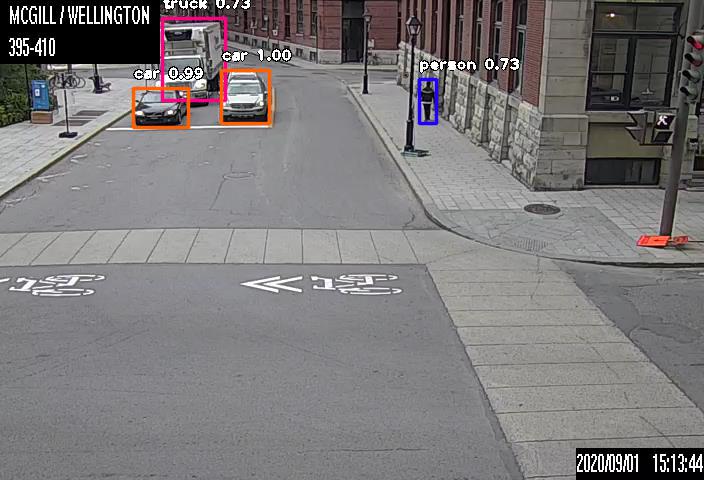 MCGILL / WELLINGTON
395-410
truck 0.73
car 1.00
car 0.99
person 0.73
2020/09/01 15:13:44